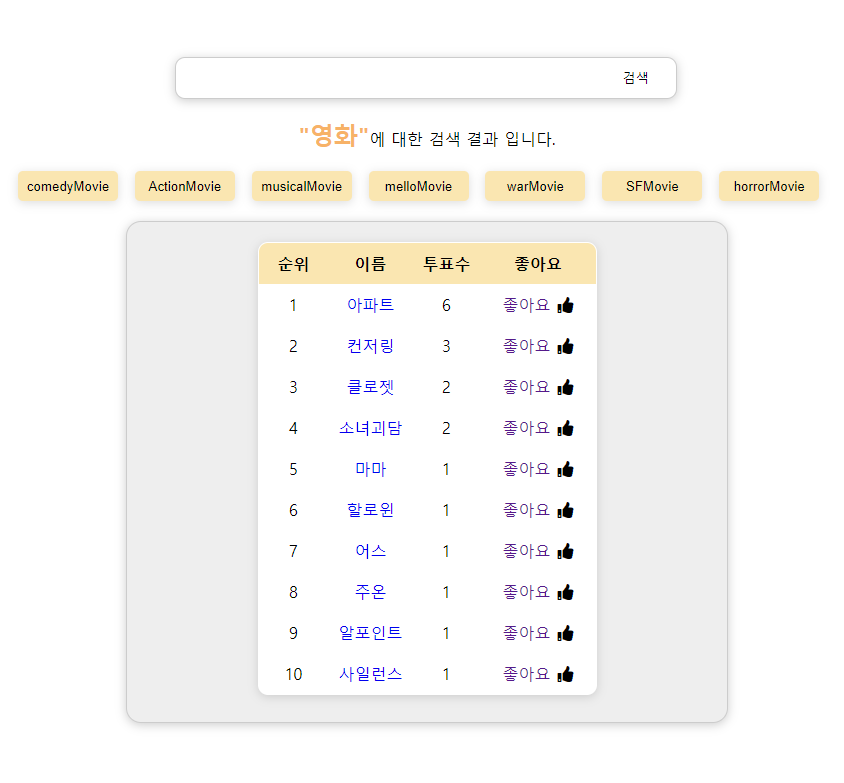 검색
"영화"에 대한 검색 결과 입니다.
comedyMovie ActionMovie musicalMovie melloMovie warMovie SFMovie horrorMovie
순위 이름 투표수 좋아요
1 아파트 6 좋아요
2 컨저링 3 좋아요
3 클로젯 2 좋아요
4 소녀괴담 2 좋아요
5 마마 1 좋아요
6 할로윈 1 좋아요
7 어스 1 좋아요
8 주온 1 좋아요
9 알포인트 1 좋아요
10 사일런스 1 좋아요